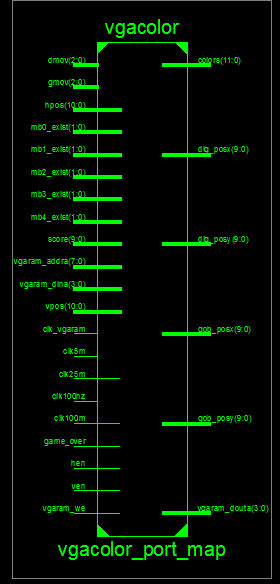 vgacolor
dmov(2:0)
gmov(2:0)
hpos(10:0)
mb0_exist(1:0)
mb1_exist(1:0)
mb2_exist(1:0)
mb3_exist(1:0)
mb4_exist(1:0)
score(9:0)
vgaram_addra(7:0)
vgaram_dina(3:0)
vpos(10:0)
clk_vgaram
clk5m
clk25m
clk100hz
clk100m
game_over
hen
ven
vgaram_we
colors(11:0)
dig_posx(9:0)
dig_posy(9:0)
gob_posx(9:0)
gob_posy(9:0)
vgaram_douta(3:0)
vgacolor_port_map